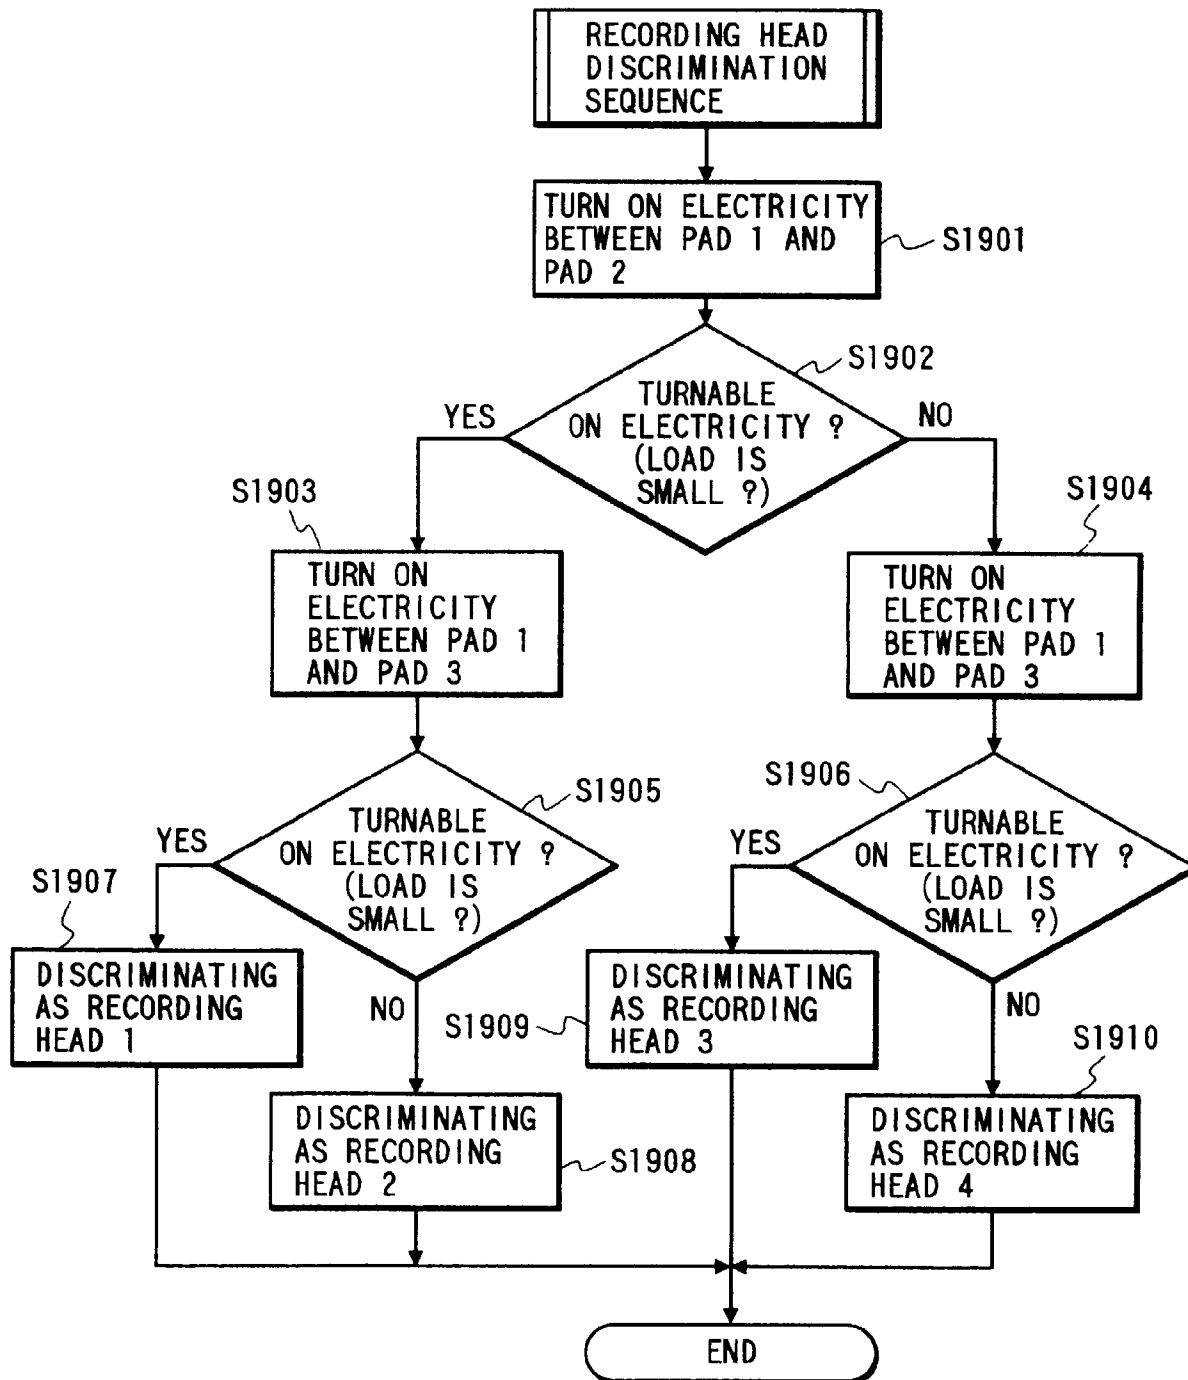 RECORDING HEAD
DISCRIMINATION
SEQUENCE
TURN ON ELECTRICITY
BETWEEN PAD 1 AND
PAD 2
S1901
S1902
TURNABLE
ON ELECTRICITY ?
(LOAD IS
SMALL ?)
YES
NO
S1903
TURN ON
ELECTRICITY
BETWEEN PAD 1
AND PAD 3
S1904
TURN ON
ELECTRICITY
BETWEEN PAD 1
AND PAD 3
S1905
TURNABLE
ON ELECTRICITY ?
(LOAD IS
SMALL ?)
YES
NO
S1906
TURNABLE
ON ELECTRICITY ?
(LOAD IS
SMALL ?)
YES
NO
S1907
DISCRIMINATING
AS RECORDING
HEAD 1
S1909
DISCRIMINATING
AS RECORDING
HEAD 3
DISCRIMINATING
AS RECORDING
HEAD 2
S1908
S1910
DISCRIMINATING
AS RECORDING
HEAD 4
END